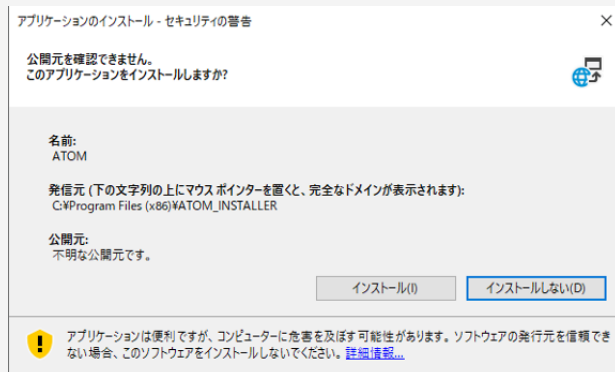 アプリケーションのインストール - セキュリティの警告
公開元を確認できません。
このアプリケーションをインストールしますか?
名前:
ATOM
発信元 (下の文字列の上にマウス ポインターを置くと、完全なドメインが表示されます):
C:¥Program Files (x86)¥ATOM_INSTALLER
公開元:
不明な公開元です。
インストール(I)
インストールしない(D)
アプリケーションは便利ですが、コンピューターに危害を及ぼす可能性があります。ソフトウェアの発行元を信頼でき
ない場合、このソフトウェアをインストールしないでください。詳細情報...